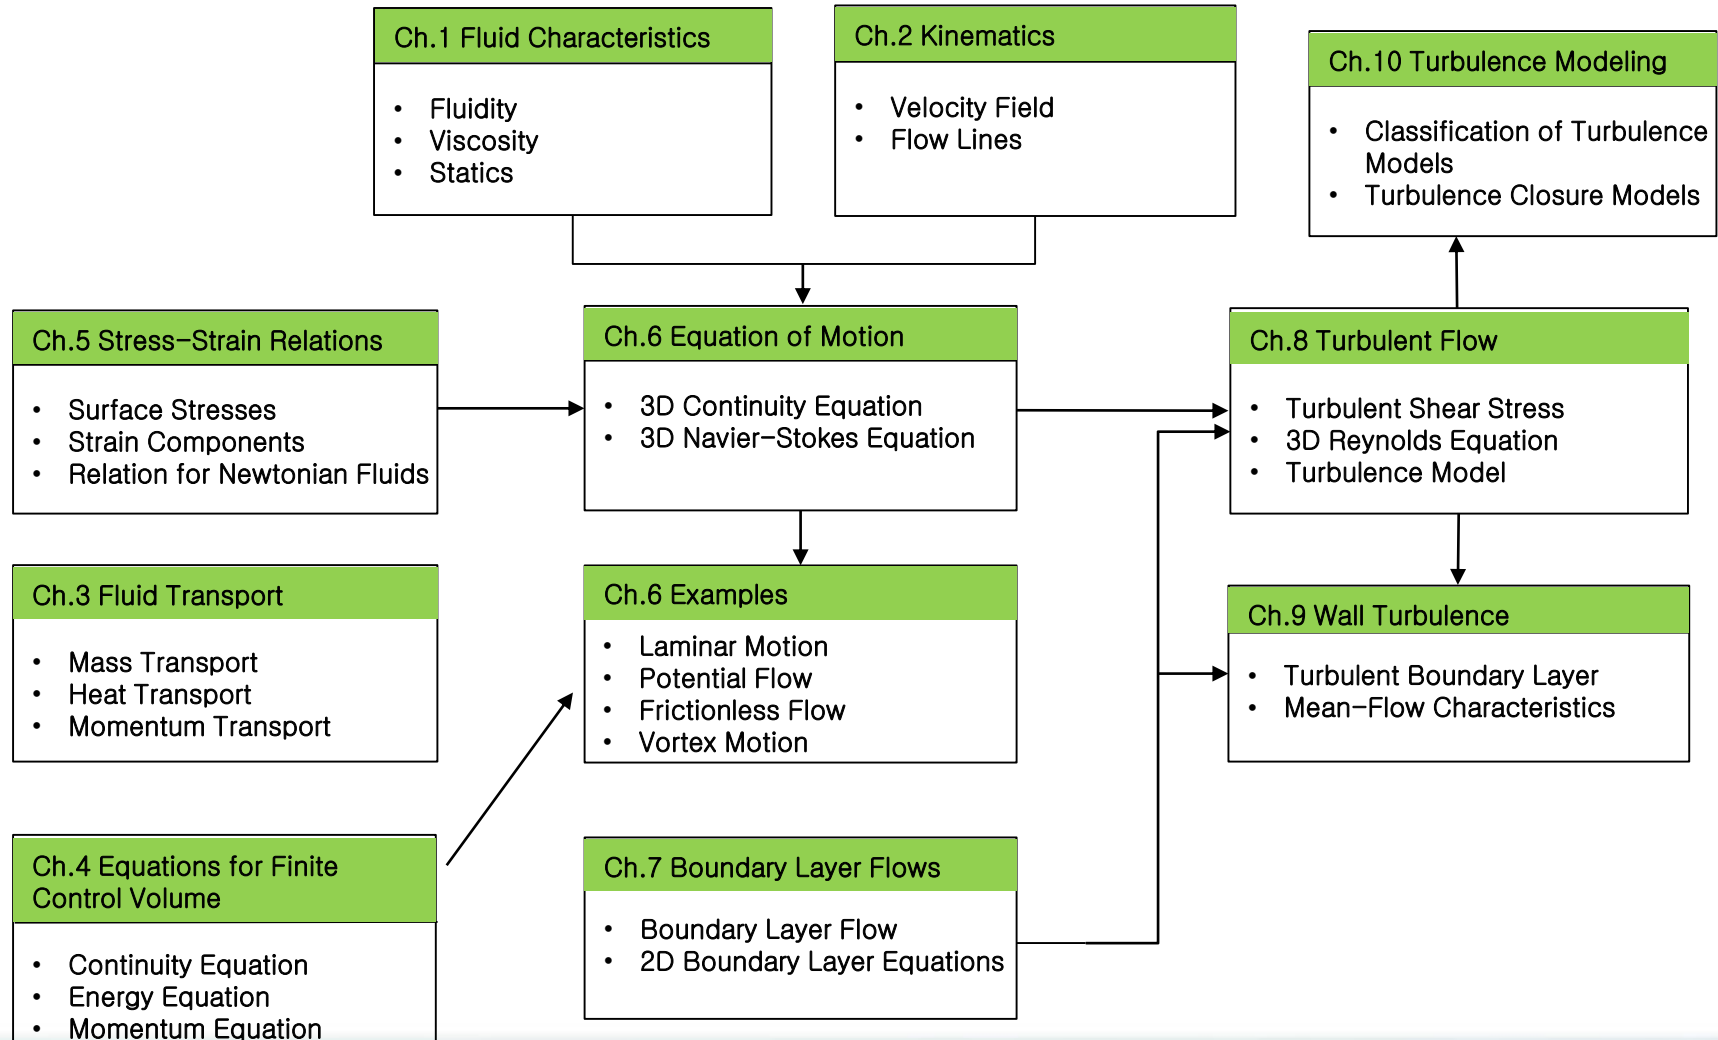 Ch.1 Fluid Characteristics
• Fluidity
• Viscosity
• Statics
Ch.2 Kinematics
• Velocity Field
• Flow Lines
Ch.10 Turbulence Modeling
• Classification of Turbulence
Models
• Turbulence Closure Models
Ch.5 Stress-Strain Relations
• Surface Stresses
• Strain Components
• Relation for Newtonian Fluids
Ch.6 Equation of Motion
• 3D Continuity Equation
• 3D Navier-Stokes Equation
Ch.8 Turbulent Flow
• Turbulent Shear Stress
• 3D Reynolds Equation
• Turbulence Model
Ch.3 Fluid Transport
• Mass Transport
• Heat Transport
• Momentum Transport
Ch.6 Examples
• Laminar Motion
• Potential Flow
• Frictionless Flow
• Vortex Motion
Ch.9 Wall Turbulence
• Turbulent Boundary Layer
• Mean-Flow Characteristics
Ch.4 Equations for Finite
Control Volume
• Continuity Equation
• Energy Equation
• Momentum Equation
Ch.7 Boundary Layer Flows
• Boundary Layer Flow
• 2D Boundary Layer Equations